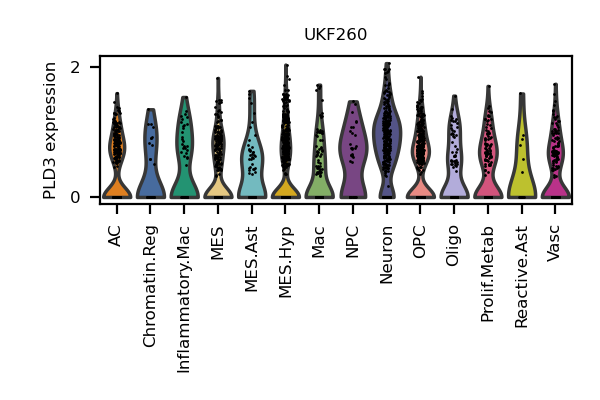 UKF260
PLD3 expression
2
0
AC
Chromatin.Reg
Inflammatory.Mac
MES
MES.Ast
MES.Hyp
Mac
NPC
Neuron
OPC
Oligo
Prolif.Metab
Reactive.Ast
Vasc